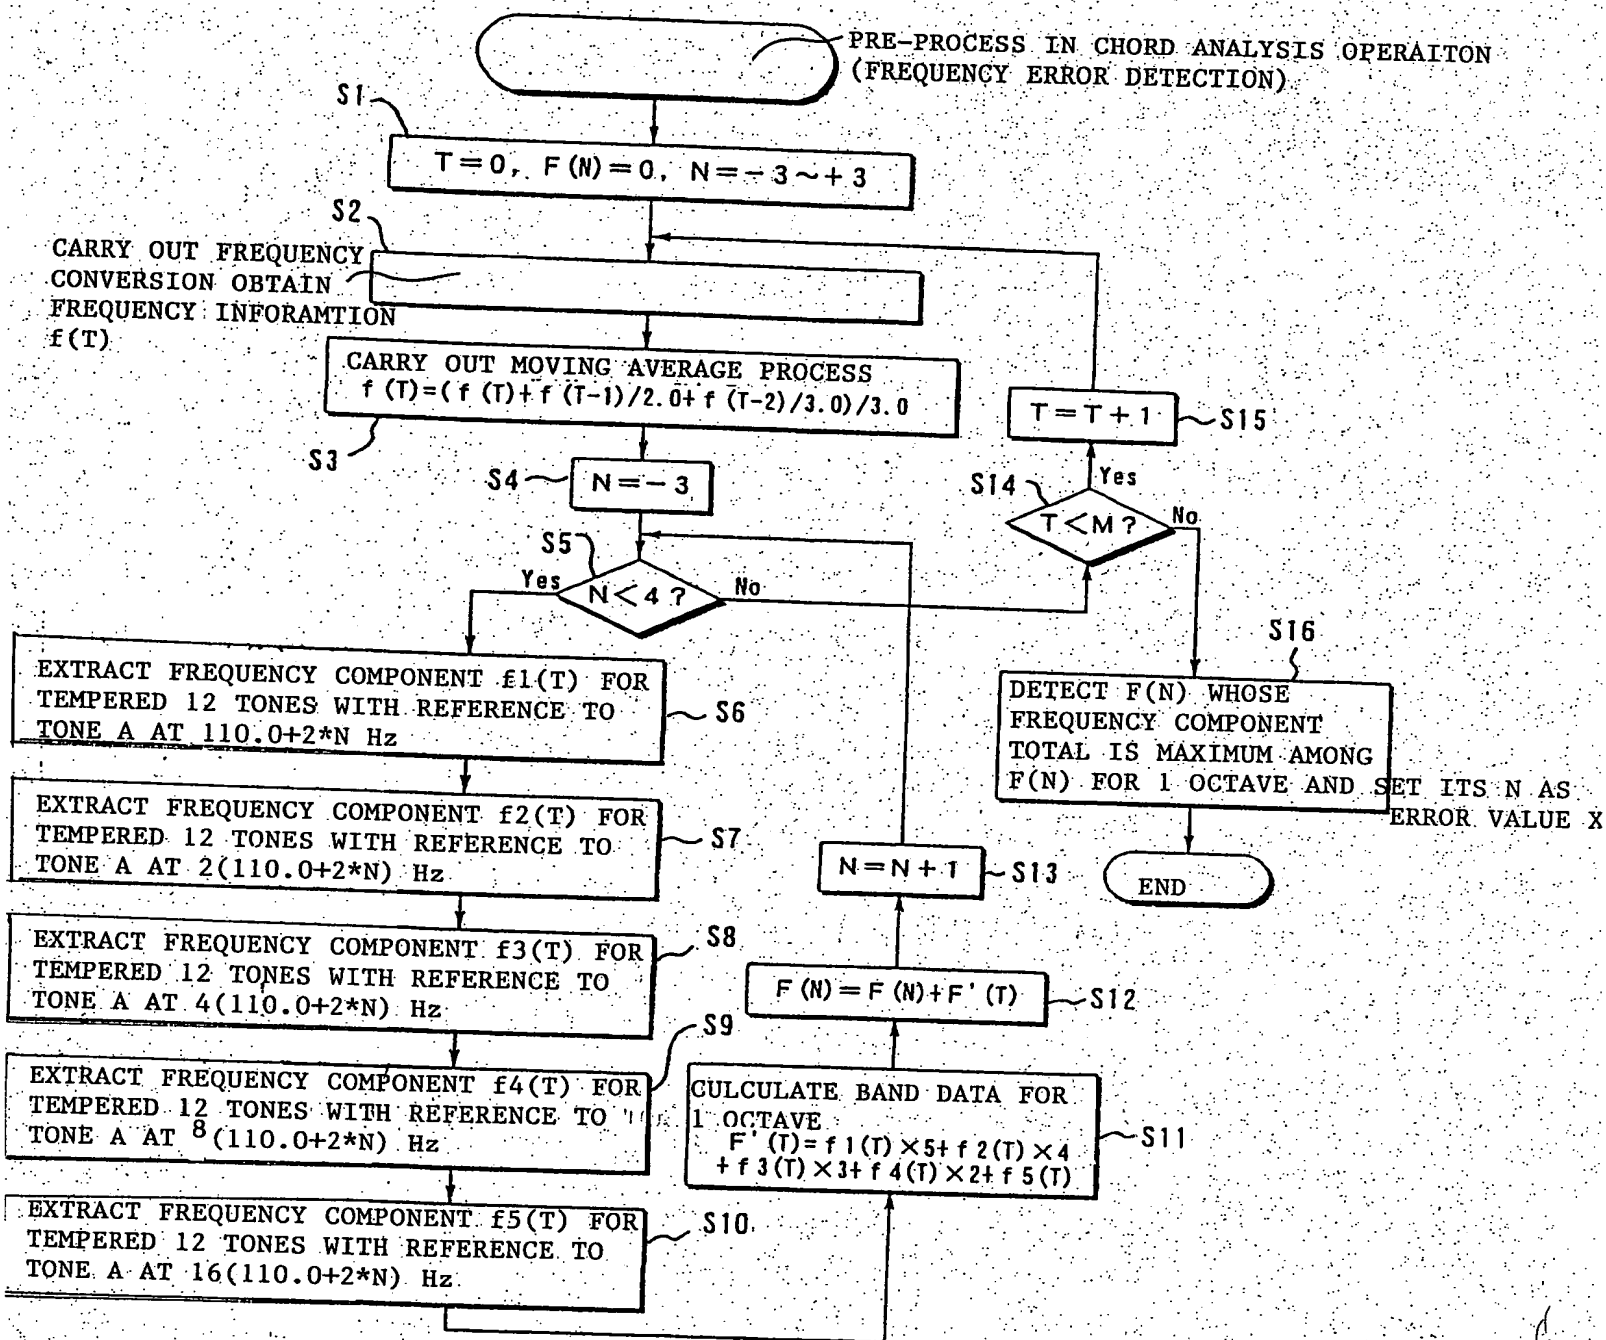 PRE-PROCESS IN CHORD ANALYSIS OPERAITON
(FREQUENCY ERROR DETECTION)
S1
T=0, F(N)=0, N=-3~+3
S2
CARRY OUT FREQUENCY
CONVERSION OBTAIN
FREQUENCY INFORAMTION
f(T)
CARRY OUT MOVING AVERAGE PROCESS
f(T)=(f(T)+f(T-1)/2.0+f(T-2)/3.0)/3.0
S3
S4
N=-3
S5
N<4?
Yes
No
T=T+1
S15
S14
Yes
T<M?
No
S16
DETECT F(N) WHOSE
FREQUENCY COMPONENT
TOTAL IS MAXIMUM AMONG
F(N) FOR 1 OCTAVE AND SET ITS N AS
ERROR VALUE X
END
EXTRACT FREQUENCY COMPONENT f1(T) FOR
TEMPERED 12 TONES WITH REFERENCE TO
TONE A AT 110.0+2*N Hz
S6
EXTRACT FREQUENCY COMPONENT f2(T) FOR
TEMPERED 12 TONES WITH REFERENCE TO
TONE A AT 2(110.0+2*N) Hz
S7
EXTRACT FREQUENCY COMPONENT f3(T) FOR
TEMPERED 12 TONES WITH REFERENCE TO
TONE A AT 4(110.0+2*N) Hz
S8
EXTRACT FREQUENCY COMPONENT f4(T) FOR
TEMPERED 12 TONES WITH REFERENCE TO
TONE A AT 8(110.0+2*N) Hz
S9
EXTRACT FREQUENCY COMPONENT f5(T) FOR
TEMPERED 12 TONES WITH REFERENCE TO
TONE A AT 16(110.0+2*N) Hz
S10
CULCULATE BAND DATA FOR
1 OCTAVE
F'(T)=f1(T)×5+f2(T)×4
+f3(T)×3+f4(T)×2+f5(T)
S11
F(N)=F(N)+F'(T)
S12
N=N+1
S13